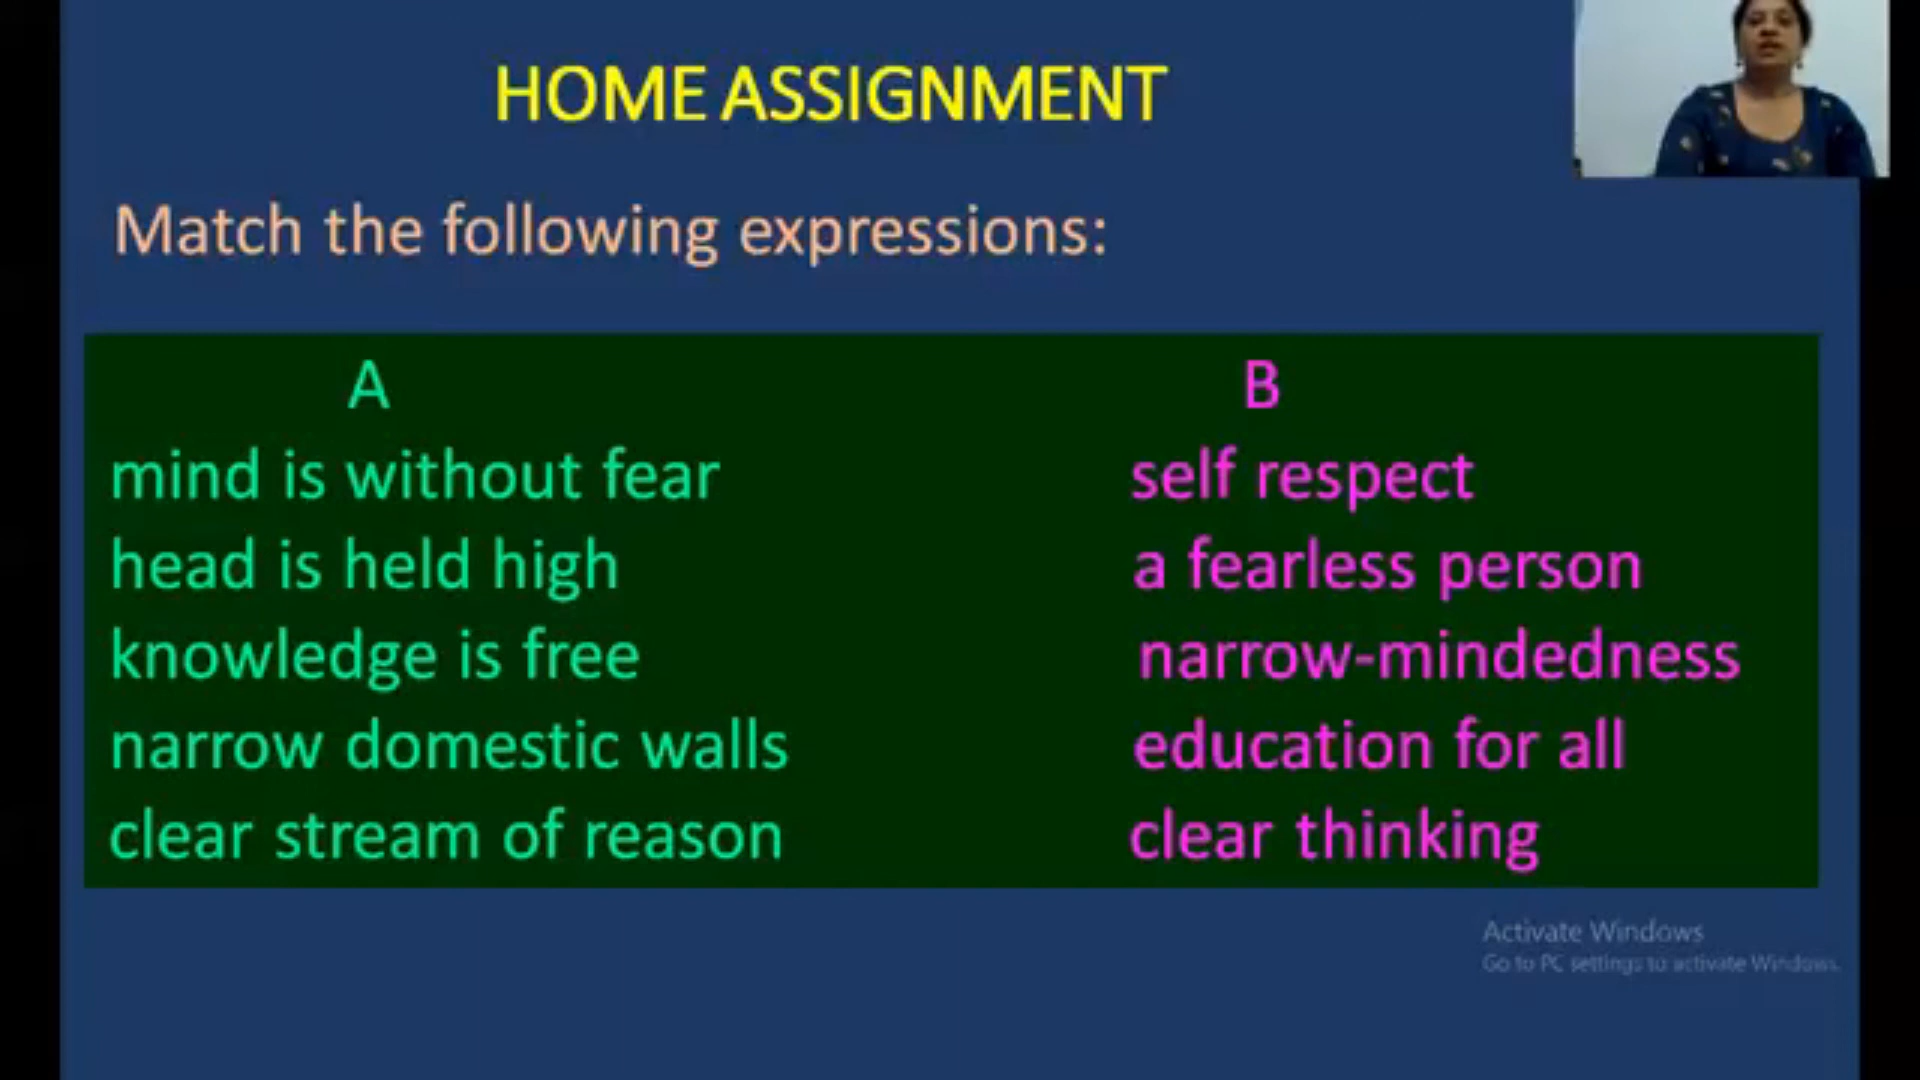 HOME ASSIGNMENT
Match the following expressions:
A B
mind is without fear self respect
head is held high a fearless person
knowledge is free narrow-mindedness
narrow domestic walls education for all
clear stream of reason clear thinking
Activate Windows
Go to PC settings to activate Windows.